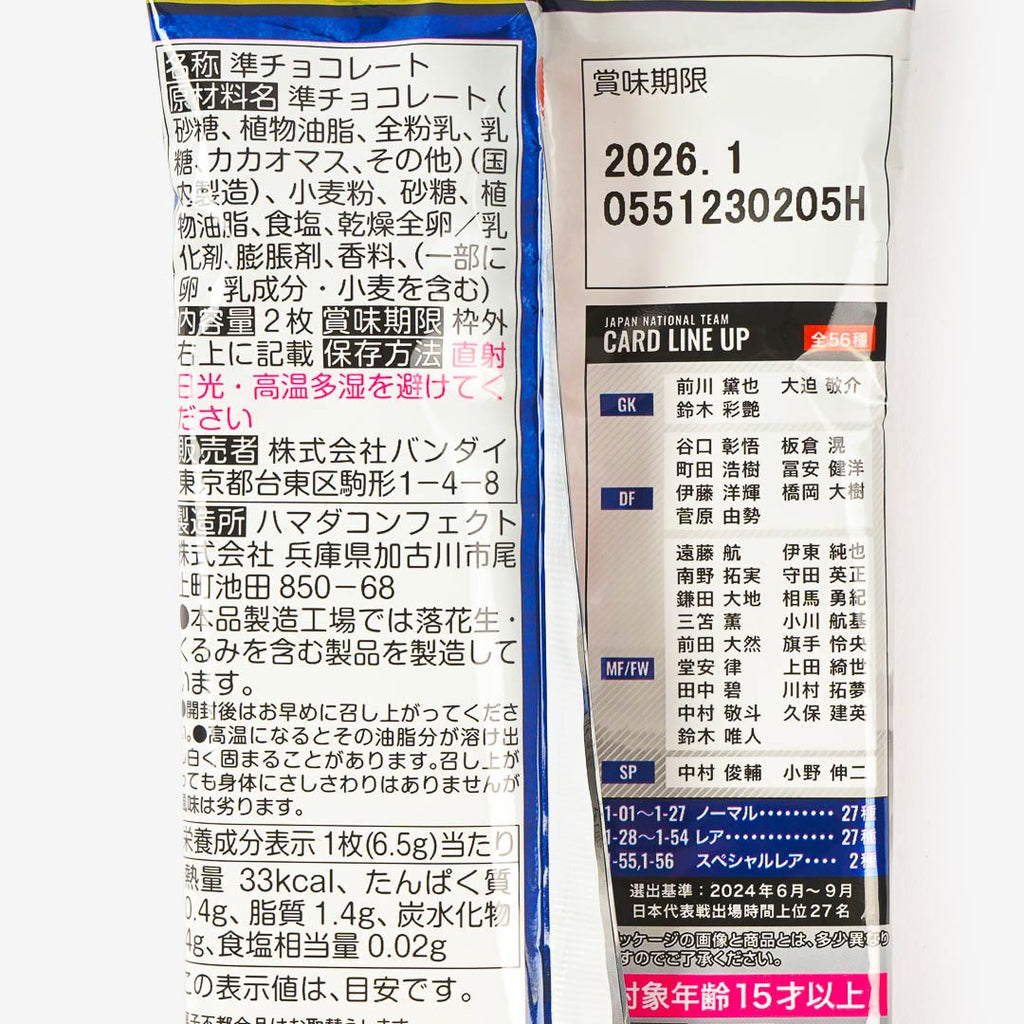 名称 準チョコレート
原材料名 準チョコレート(
砂糖、植物油脂、全粉乳、乳
糖、カカオマス、その他)(国
内製造)、小麦粉、砂糖、植
物油脂、食塩、乾燥全卵／乳
化剤、膨脹剤、香料、(一部に
卵・乳成分・小麦を含む)
内容量 2枚 賞味期限 枠外
右上に記載 保存方法 直射
日光・高温多湿を避けてく
ださい
販売者 株式会社バンダイ
東京都台東区駒形1-4-8
製造所 ハマダコンフェクト
株式会社 兵庫県加古川市尾
上町池田 850-68
●本品製造工場では落花生・
くるみを含む製品を製造して
います。
●開封後はお早めに召し上がってくださ
い。●高温になるとその油脂分が溶け出
し白く固まることがあります。召し上が
っても身体にさしさわりはありませんが
風味は劣ります。
栄養成分表示 1枚(6.5g)当たり
熱量 33kcal、たんぱく質
0.4g、脂質 1.4g、炭水化物
4g、食塩相当量 0.02g
この表示値は、目安です。
賞味期限
2026. 1
0551230205H
JAPAN NATIONAL TEAM
CARD LINE UP 全56種
GK
前川 黛也 大迫 敬介
鈴木 彩艶
DF
谷口 彰悟 板倉 滉
町田 浩樹 冨安 健洋
伊藤 洋輝 橋岡 大樹
菅原 由勢
MF/FW
遠藤 航 伊東 純也
南野 拓実 守田 英正
鎌田 大地 相馬 勇紀
三笘 薫 小川 航基
前田 大然 旗手 怜央
堂安 律 上田 綺世
田中 碧 川村 拓夢
中村 敬斗 久保 建英
鈴木 唯人
SP
中村 俊輔 小野 伸二
1-01～1-27 ノーマル・・・・・・・・・ 27種
1-28～1-54 レア・・・・・・・・・・・・・ 27種
1-55,1-56 スペシャルレア・・・・ 2種
選出基準：2024年6月～9月
日本代表戦出場時間上位27名
ッケージの画像と商品とは、多少異なり
すのでご了承ください。
対象年齢15才以上